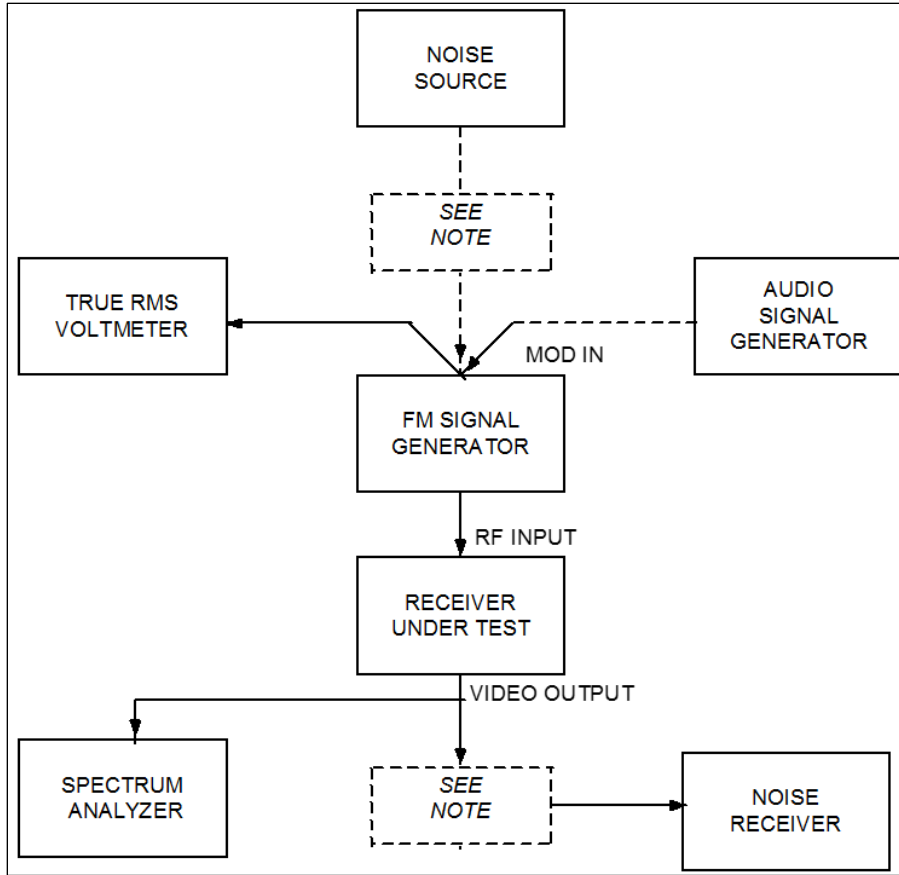 NOISE
SOURCE
SEE
NOTE
TRUE RMS
VOLTMETER
AUDIO
SIGNAL
GENERATOR
MOD IN
FM SIGNAL
GENERATOR
RF INPUT
RECEIVER
UNDER TEST
VIDEO OUTPUT
SPECTRUM
ANALYZER
SEE
NOTE
NOISE
RECEIVER